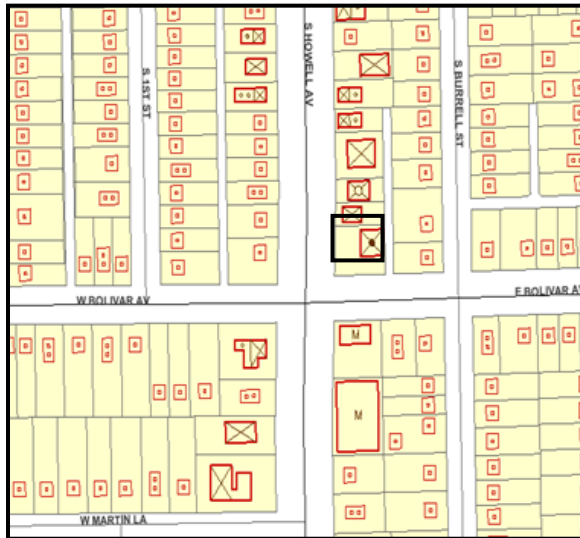 S 1ST ST
S HOWELL AV
S BURRELL ST
W BOLIVAR AV
E BOLIVAR AV
M
M
W MARTIN LA